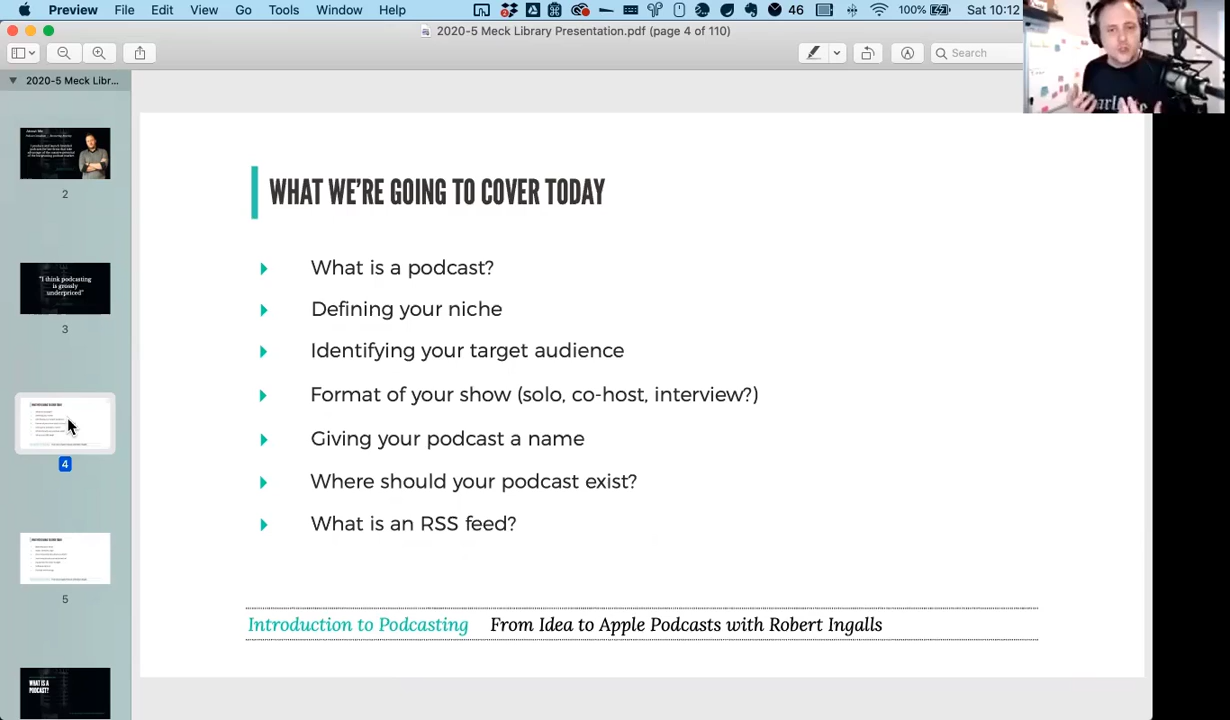 Preview File Edit View Go Tools Window Help 46 100% Sat 10:12
2020-5 Meck Library Presentation.pdf (page 4 of 110)
Search
2020-5 Meck Libr...
2
"I think podcasting
is grossly
underpriced"
3
4
5
WHAT IS A
PODCAST?
WHAT WE'RE GOING TO COVER TODAY
What is a podcast?
Defining your niche
Identifying your target audience
Format of your show (solo, co-host, interview?)
Giving your podcast a name
Where should your podcast exist?
What is an RSS feed?
Introduction to Podcasting From Idea to Apple Podcasts with Robert Ingalls